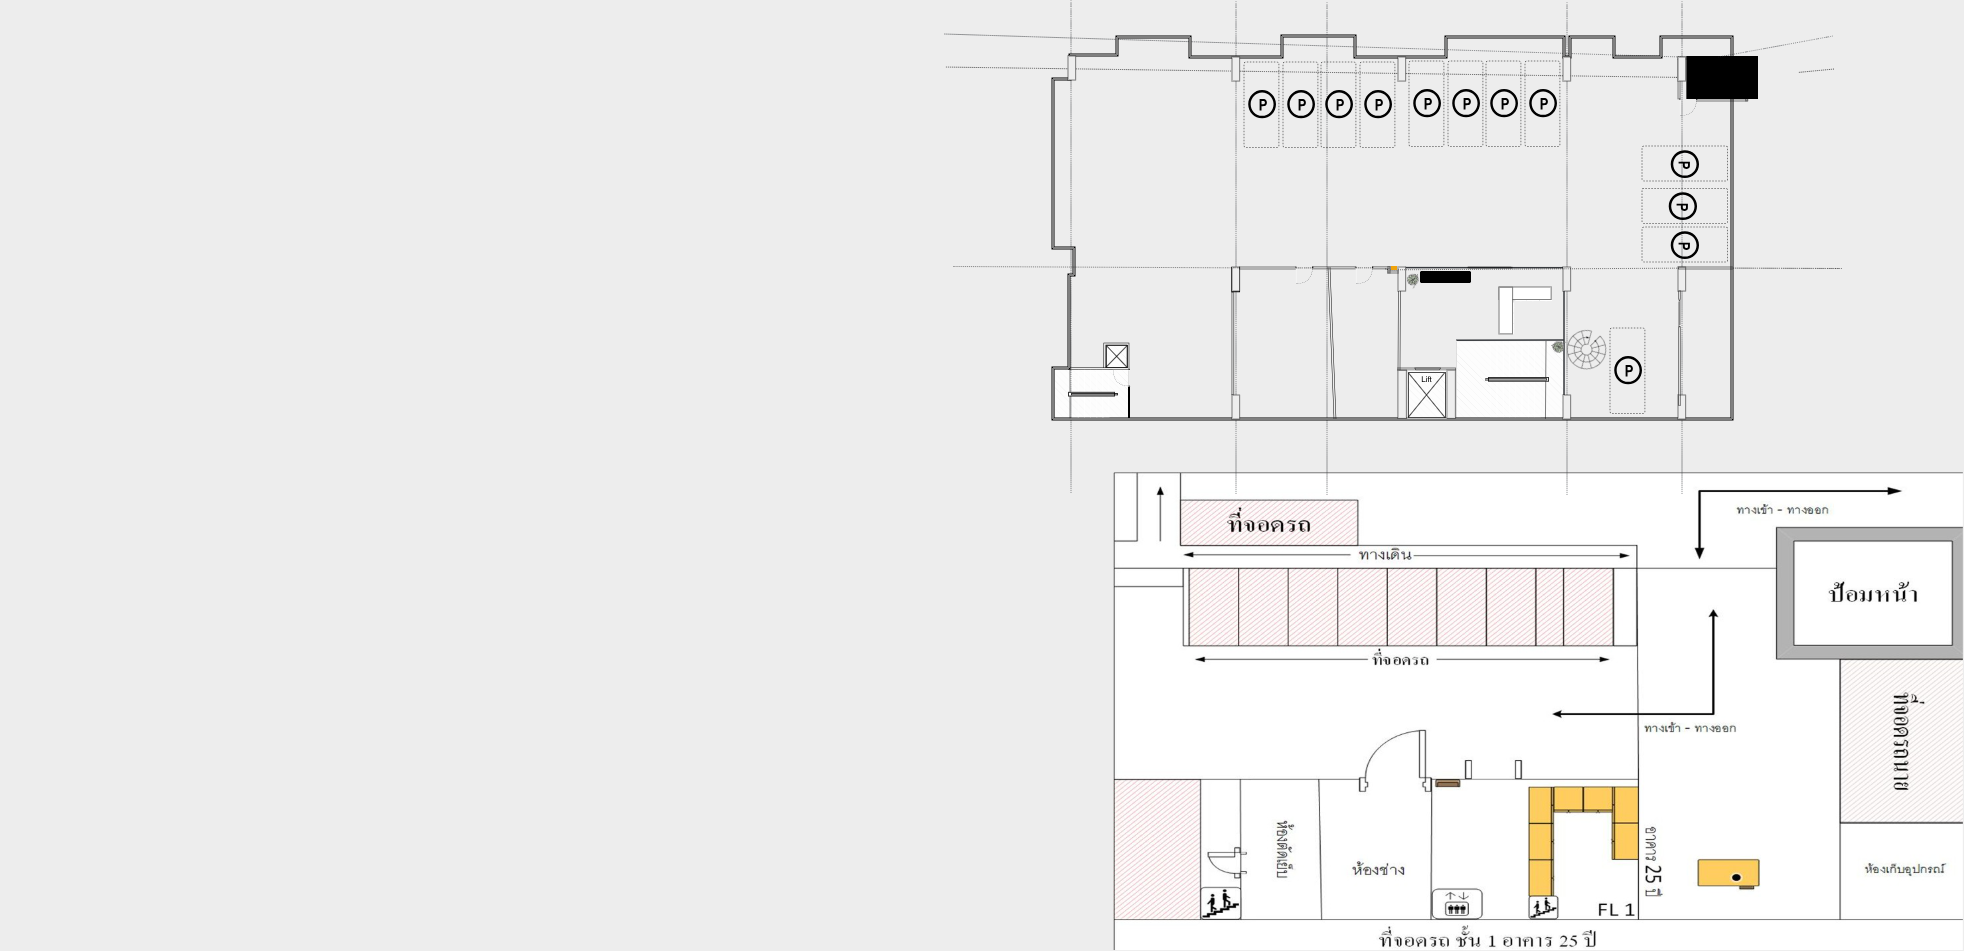 P P P P P P P P
P
P
P
Lift
P
ทางเข้า - ทางออก
ที่จอดรถ
ทางเดิน
ป้อมหน้า
ที่จอดรถ
ทางเข้า - ทางออก
ที่จอดรถนาย
ห้องตัดเย็บ
ห้องช่าง
อาคาร 25 ปี
ห้องเก็บอุปกรณ์
FL 1
ที่จอดรถ ชั้น 1 อาคาร 25 ปี